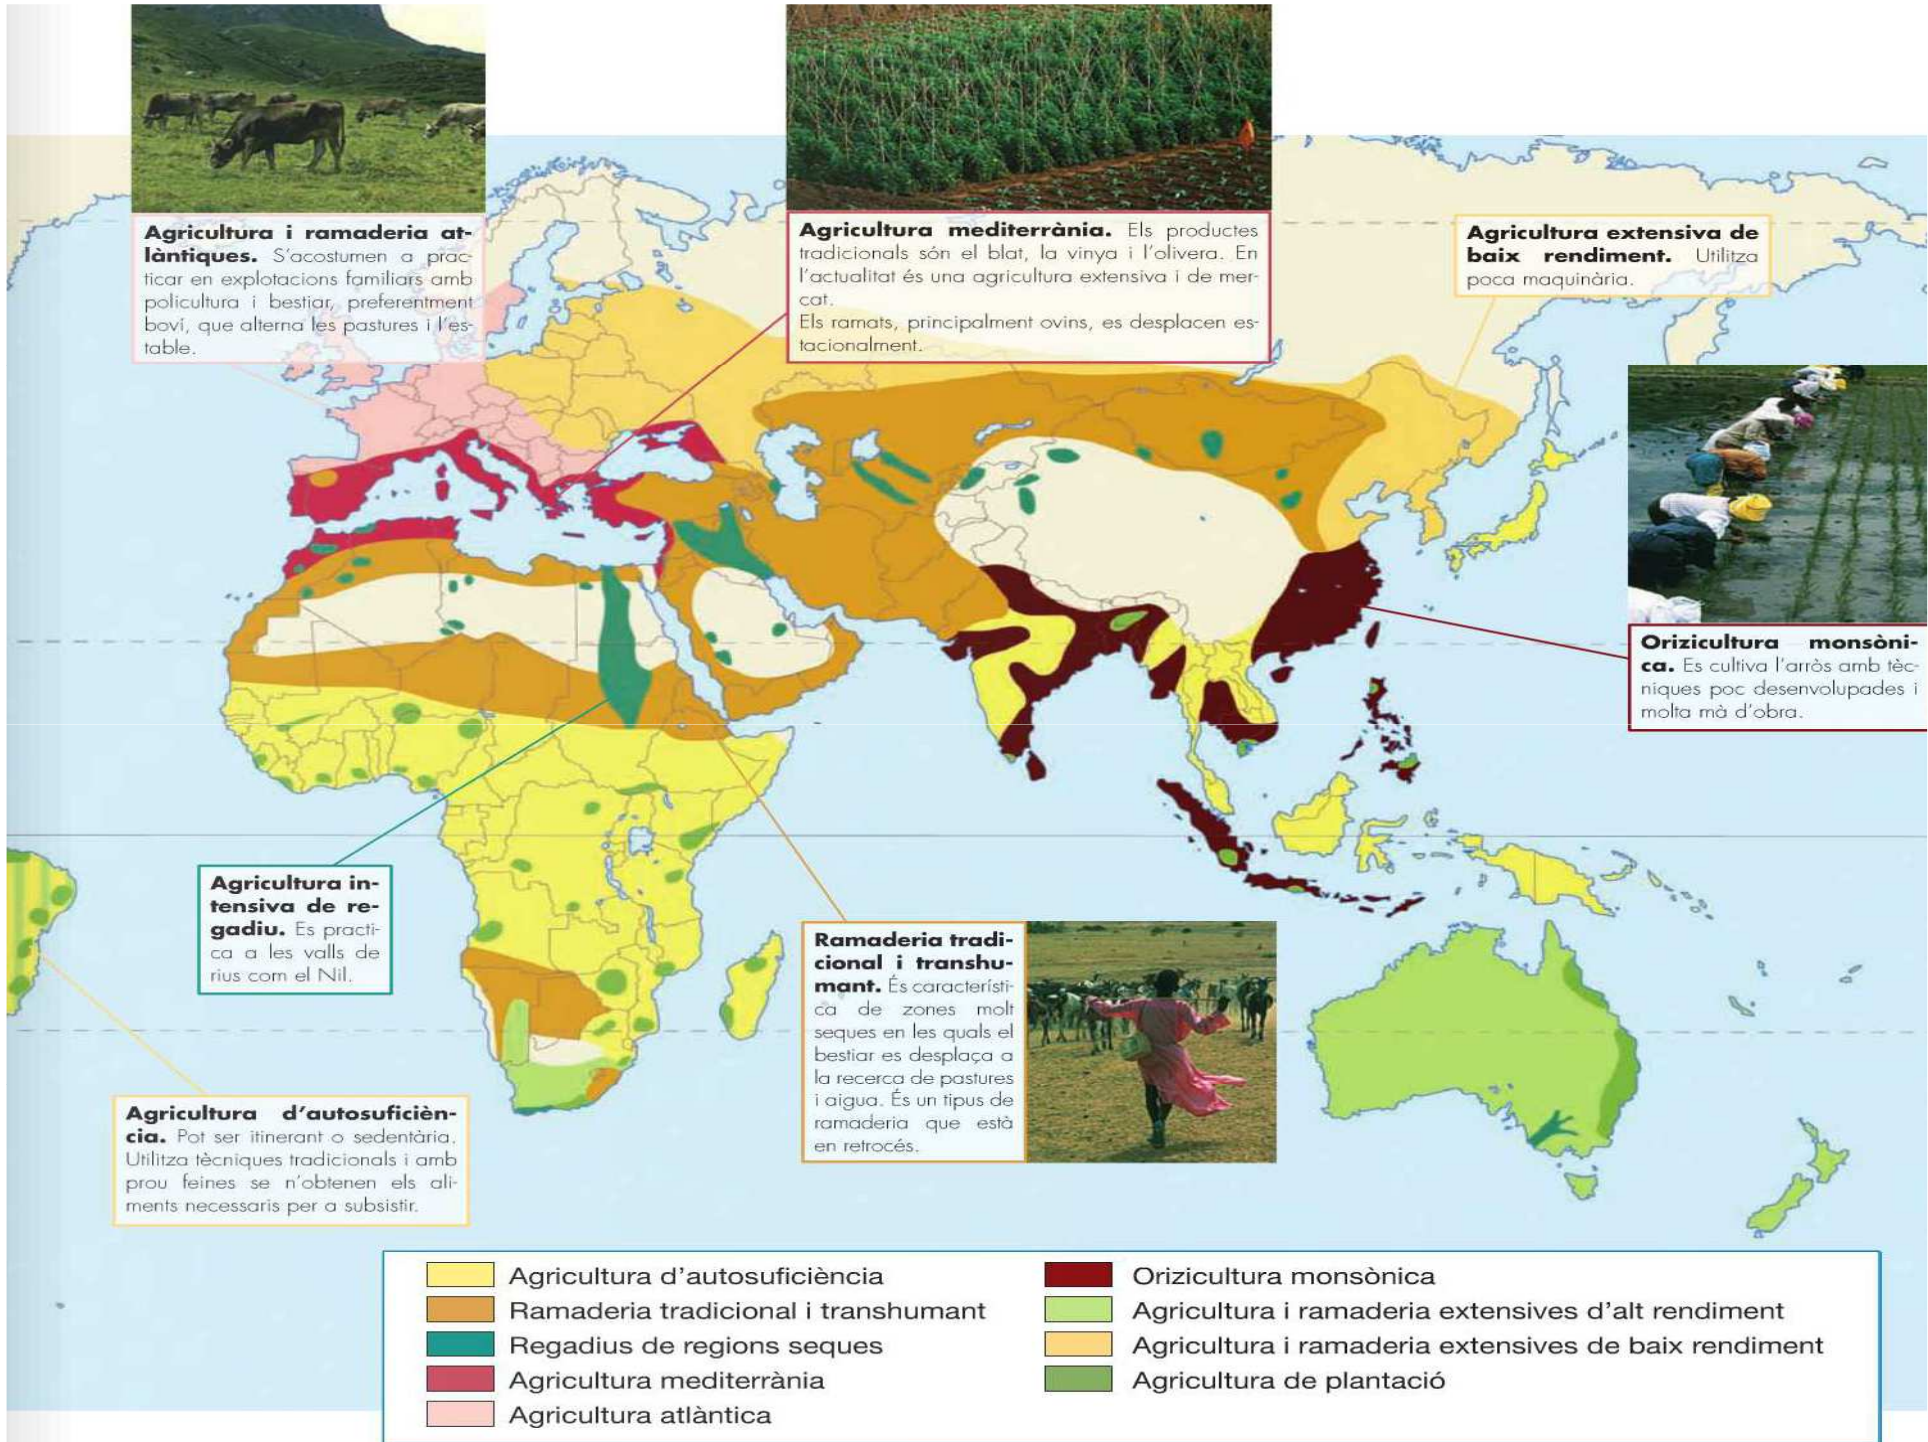 Agricultura i ramaderia at-
làntiques. S'acostumen a prac-
ticar en explotacions familiars amb
policultura i bestiar, preferentment
boví, que alterna les pastures i l'es-
table.
Agricultura mediterrània. Els productes
tradicionals són el blat, la vinya i l'olivera. En
l'actualitat és una agricultura extensiva i de mer-
cat.
Els ramats, principalment ovins, es desplacen es-
tacionalment.
Agricultura extensiva de
baix rendiment. Utilitza
poca maquinària.
Orizicultura monsòni-
ca. Es cultiva l'arròs amb tèc-
niques poc desenvolupades i
molta mà d'obra.
Agricultura in-
tensiva de re-
gadiu. Es practi-
ca a les valls de
rius com el Nil.
Ramaderia tradi-
cional i transhu-
mant. És característi-
ca de zones molt
seques en les quals el
bestiar es desplaça a
la recerca de pastures
i aigua. És un tipus de
ramaderia que està
en retrocés.
Agricultura d'autosuficièn-
cia. Pot ser itinerant o sedentària.
Utilitza tècniques tradicionals i amb
prou feines se n'obtenen els ali-
ments necessaris per a subsistir.
Agricultura d'autosuficiència
Ramaderia tradicional i transhumant
Regadius de regions seques
Agricultura mediterrània
Agricultura atlàntica
Orizicultura monsònica
Agricultura i ramaderia extensives d'alt rendiment
Agricultura i ramaderia extensives de baix rendiment
Agricultura de plantació